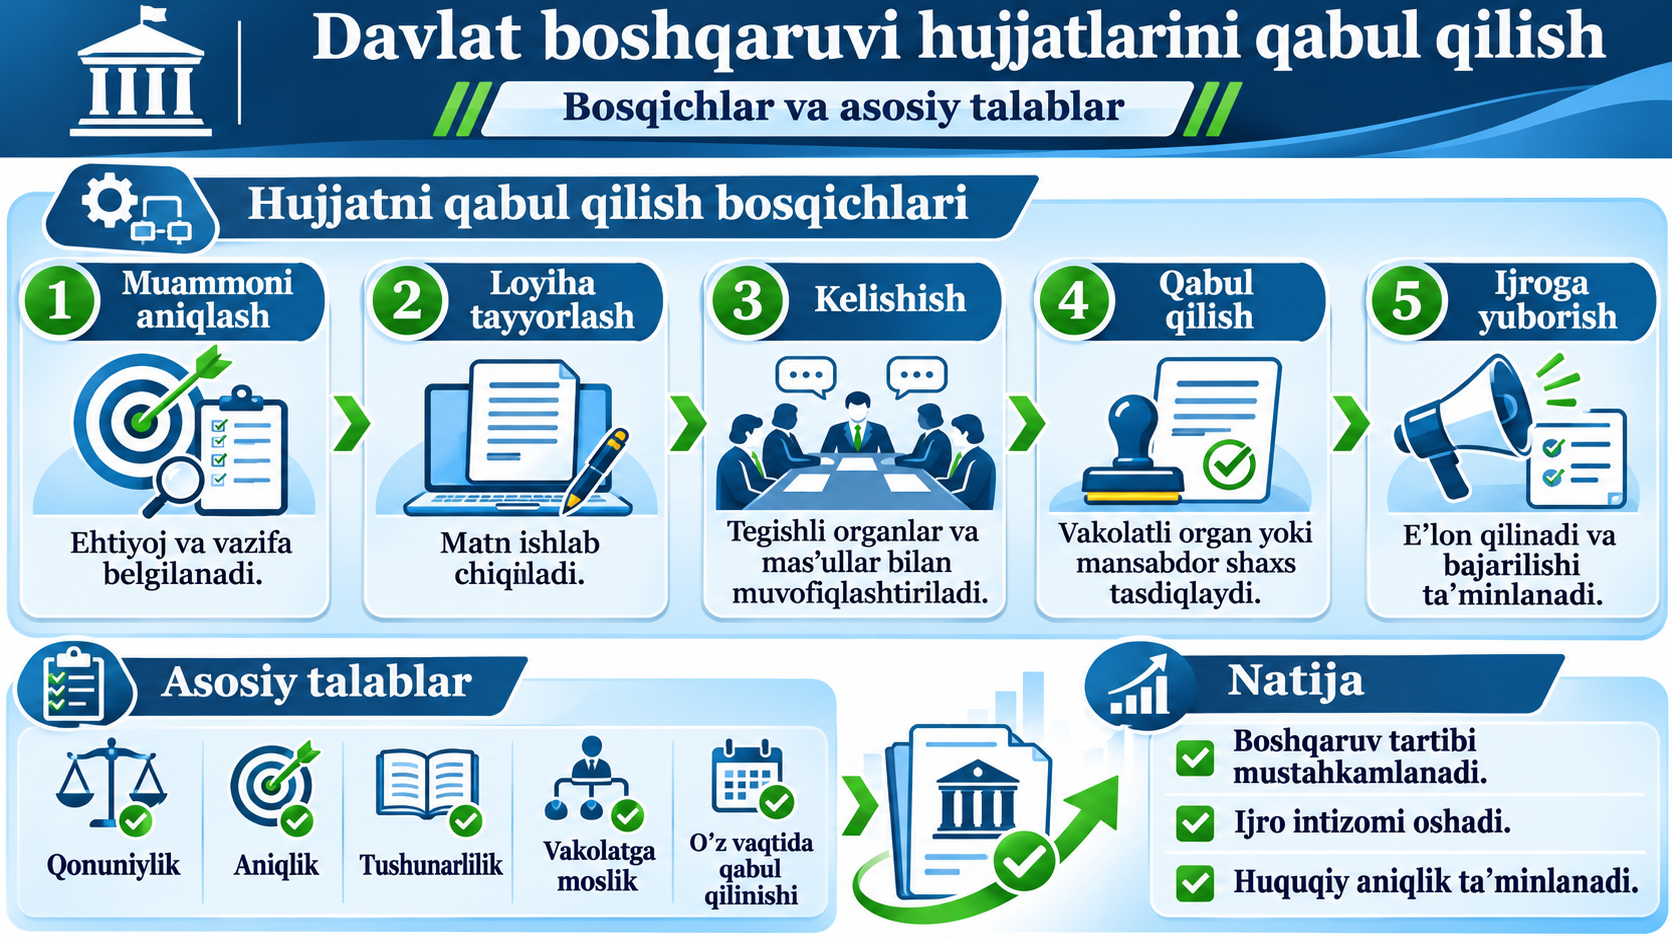 Davlat boshqaruvi hujjatlarini qabul qilish
Bosqichlar va asosiy talablar
Hujjatni qabul qilish bosqichlari
1
Muammoni
aniqlash
Ehtiyoj va vazifa
belgilanadi.
2
Loyiha
tayyorlash
Matn ishlab
chiqiladi.
3
Kelishish
Tegishli organlar va
mas’ullar bilan
muvofiqlashtiriladi.
4
Qabul
qilish
Vakolatli organ yoki
mansabdor shaxs
tasdiqlaydi.
5
Ijroga
yuborish
E’lon qilinadi va
bajarilishi
ta’minlanadi.
Asosiy talablar
Qonuniylik
Aniqlik
Tushunarlilik
Vakolatga
moslik
O’z vaqtida
qabul
qilinishi
Natija
Boshqaruv tartibi
mustahkamlanadi.
Ijro intizomi oshadi.
Huquqiy aniqlik ta’minlanadi.